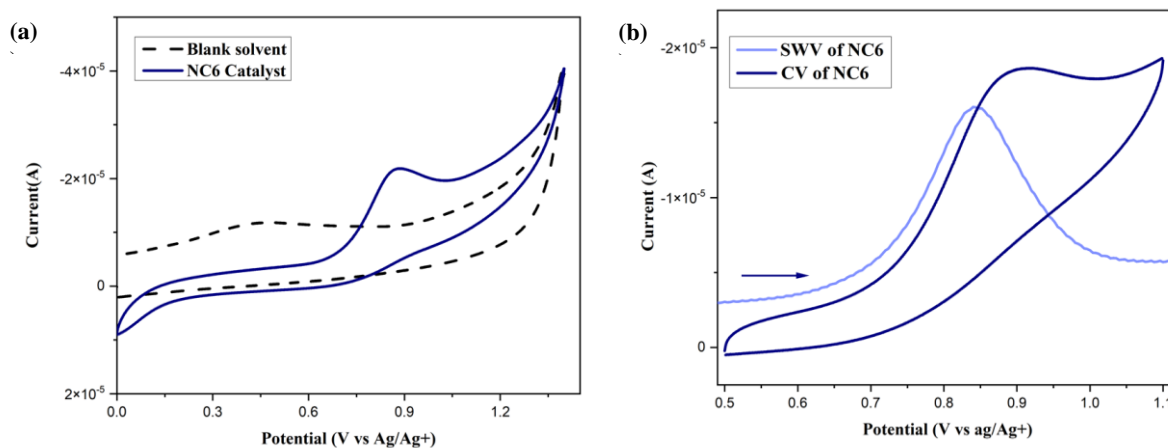 (a)
Blank solvent
NC6 Catalyst
-4×10⁻⁵
-2×10⁻⁵
0
2×10⁻⁵
Current(A)
0.0 0.3 0.6 0.9 1.2
Potential (V vs Ag/Ag+)
(b)
SWV of NC6
CV of NC6
-2×10⁻⁵
-1×10⁻⁵
0
Current (A)
0.5 0.6 0.7 0.8 0.9 1.0 1.1
Potential (V vs ag/Ag+)